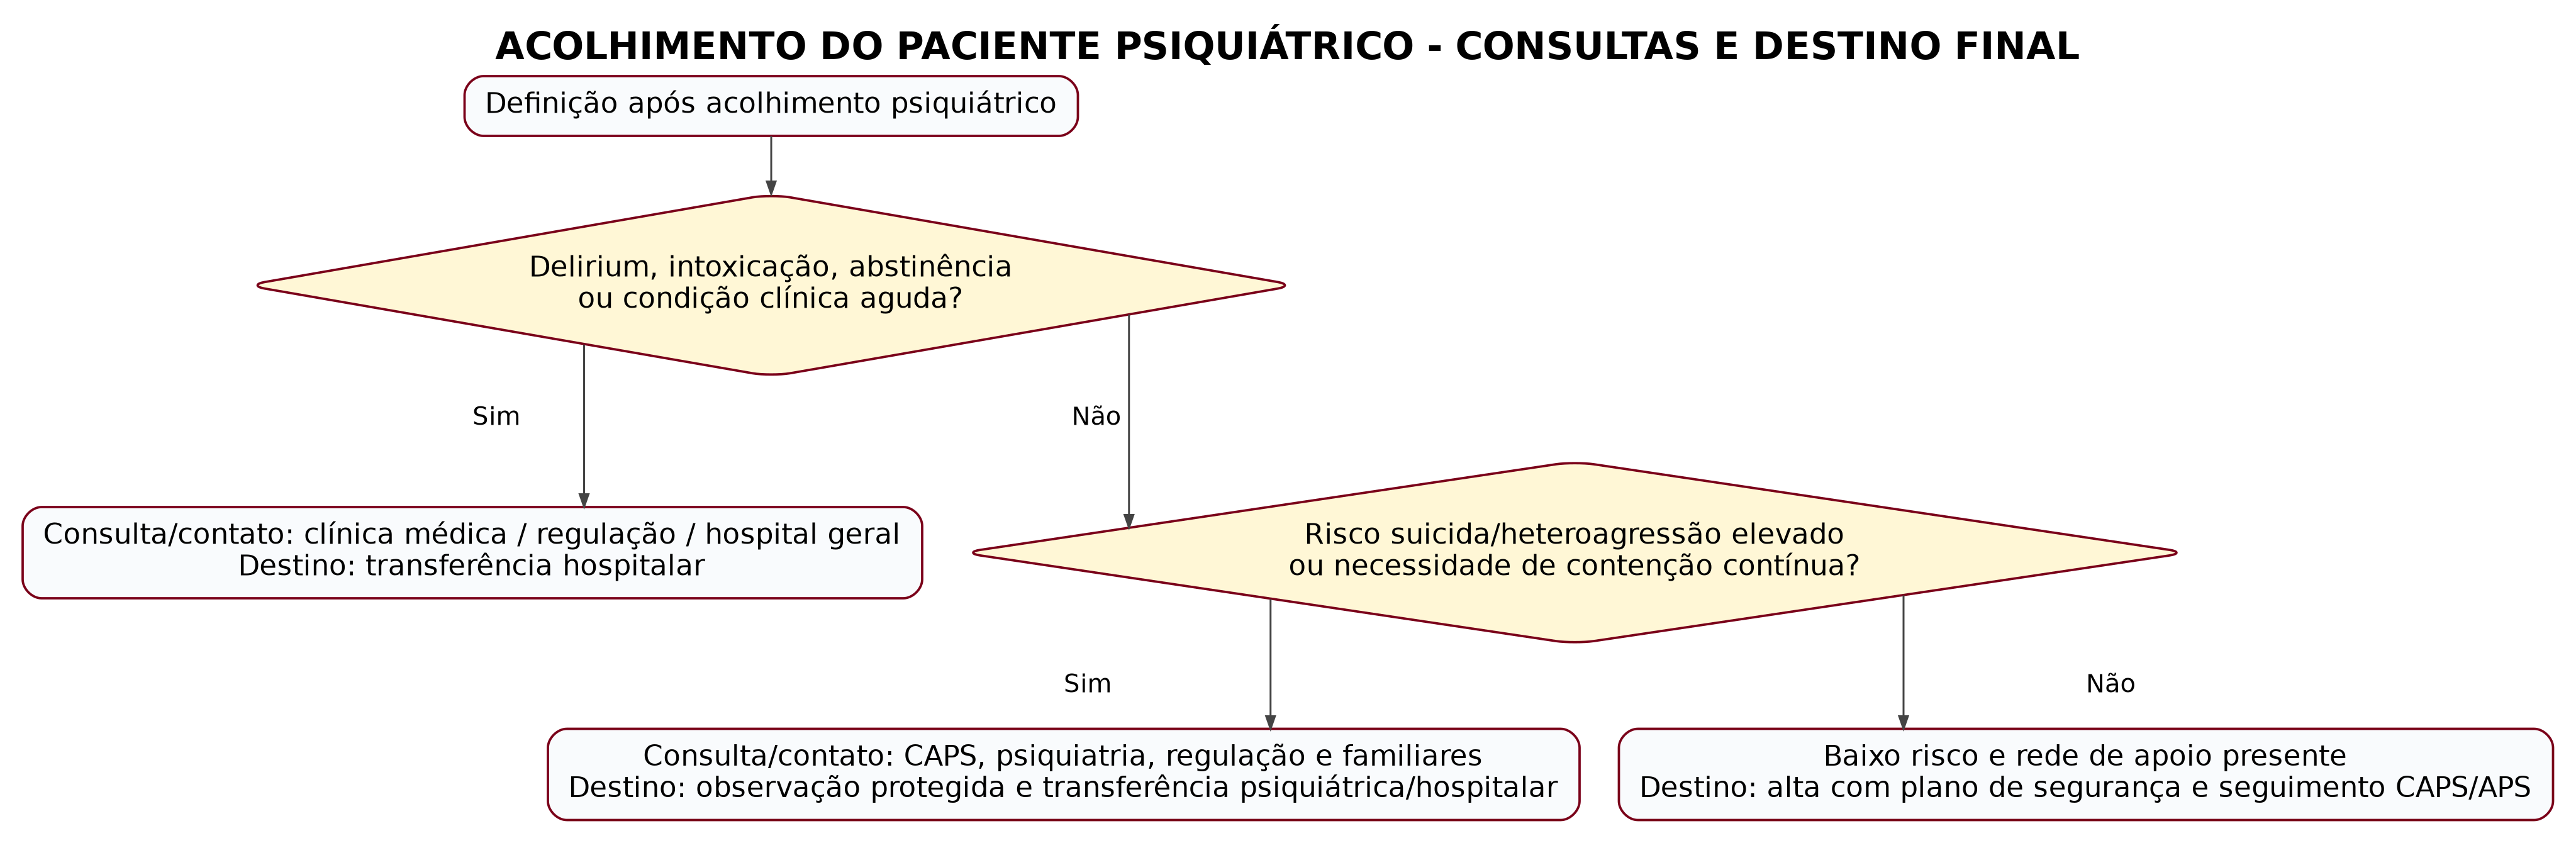 ACOLHIMENTO DO PACIENTE PSIQUIÁTRICO - CONSULTAS E DESTINO FINAL
Definição após acolhimento psiquiátrico
Delirium, intoxicação, abstinência
ou condição clínica aguda?
Sim
Não
Consulta/contato: clínica médica / regulação / hospital geral
Destino: transferência hospitalar
Risco suicida/heteroagressão elevado
ou necessidade de contenção contínua?
Sim
Não
Consulta/contato: CAPS, psiquiatria, regulação e familiares
Destino: observação protegida e transferência psiquiátrica/hospitalar
Baixo risco e rede de apoio presente
Destino: alta com plano de segurança e seguimento CAPS/APS